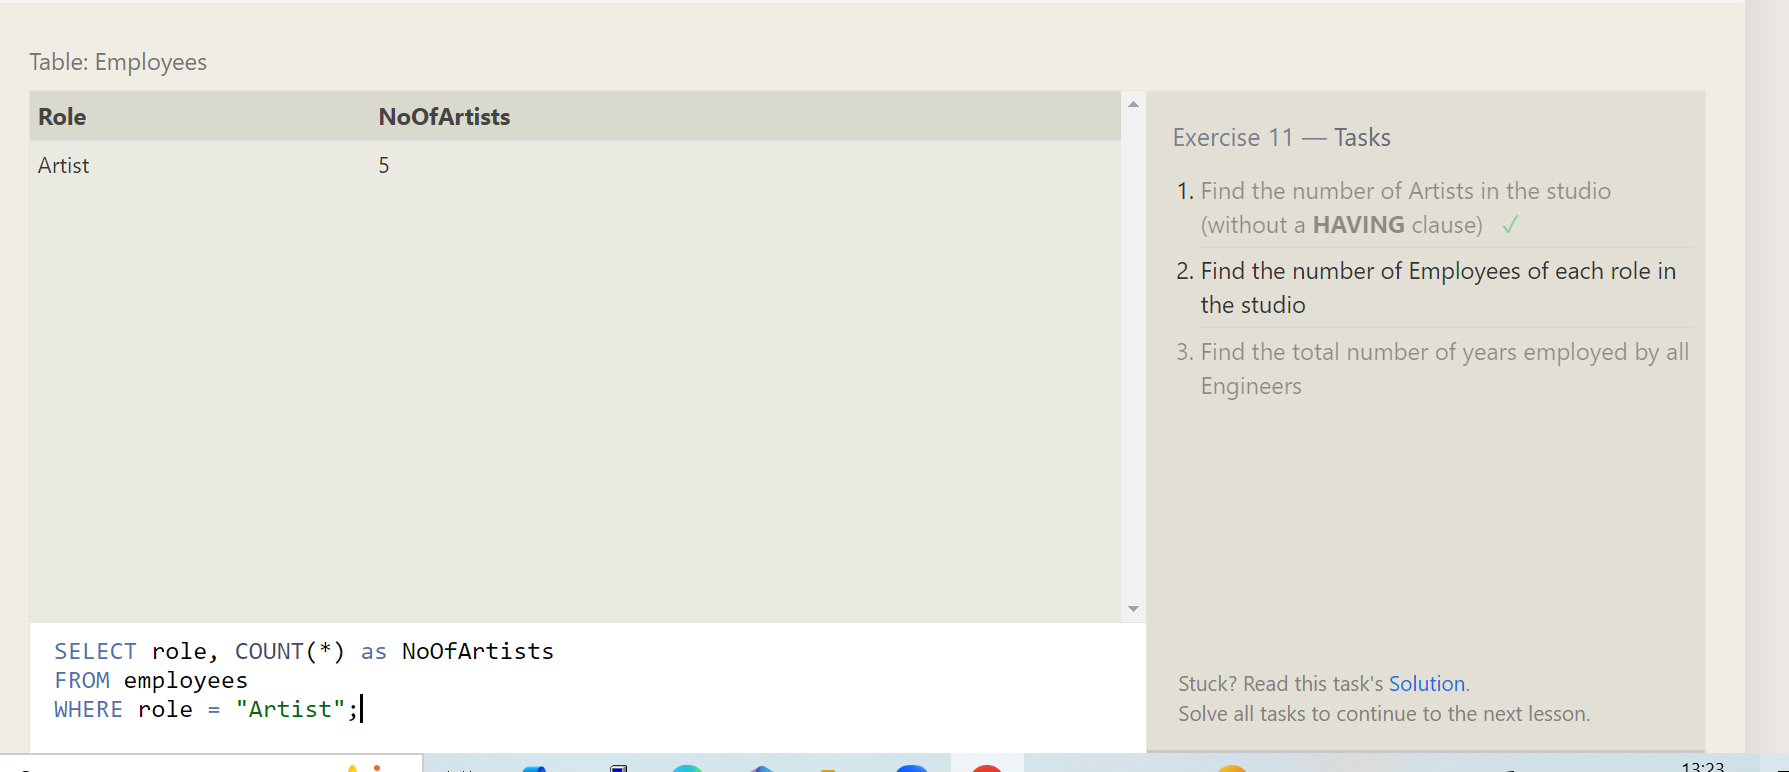 Table: Employees
Role NoOfArtists
Artist 5
Exercise 11 — Tasks
1. Find the number of Artists in the studio
(without a HAVING clause) ✓
2. Find the number of Employees of each role in
the studio
3. Find the total number of years employed by all
Engineers
Stuck? Read this task's Solution.
Solve all tasks to continue to the next lesson.
SELECT role, COUNT(*) as NoOfArtists
FROM employees
WHERE role = "Artist";
13:23